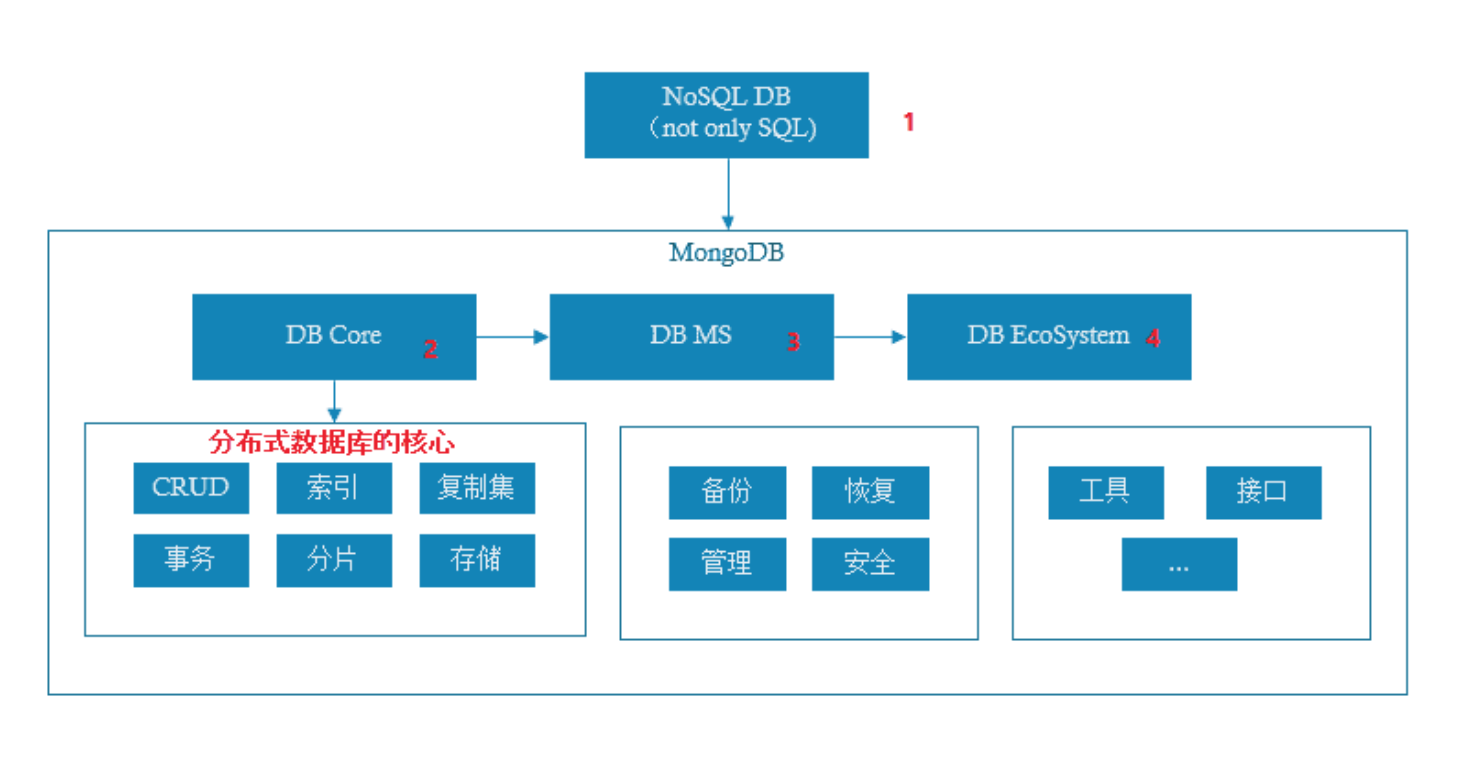 NoSQL DB
（not only SQL)
1
MongoDB
DB Core
2
DB MS
3
DB EcoSystem
4
分布式数据库的核心
CRUD
索引
复制集
事务
分片
存储
备份
恢复
管理
安全
工具
接口
...